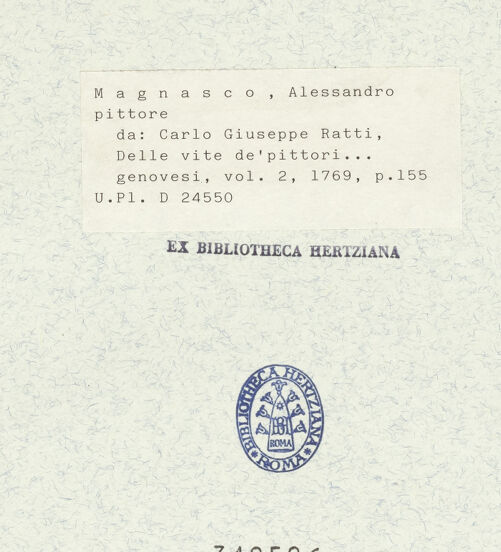 M a g n a s c o , Alessandro
pittore
da: Carlo Giuseppe Ratti,
Delle vite de'pittori...
genovesi, vol. 2, 1769, p.155
U.Pl. D 24550
EX BIBLIOTHECA HERTZIANA
BIBLIOTHECA HERTZIANA
BH
ROMA
* ROMA *